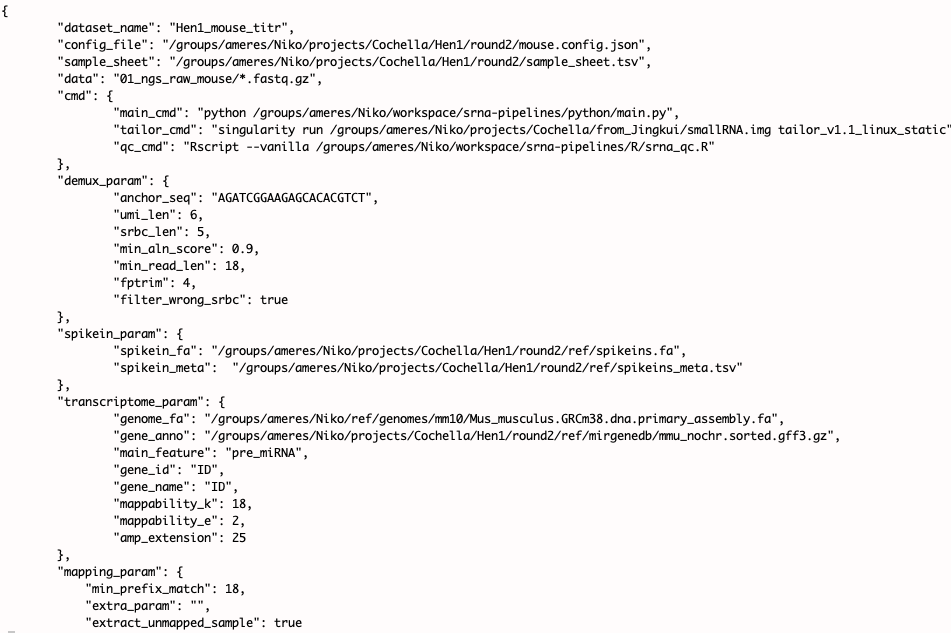 {
"dataset_name": "Hen1_mouse_titr",
"config_file": "/groups/ameres/Niko/projects/Cochella/Hen1/round2/mouse.config.json",
"sample_sheet": "/groups/ameres/Niko/projects/Cochella/Hen1/round2/sample_sheet.tsv",
"data": "01_ngs_raw_mouse/*.fastq.gz",
"cmd": {
"main_cmd": "python /groups/ameres/Niko/workspace/srna-pipelines/python/main.py",
"tailor_cmd": "singularity run /groups/ameres/Niko/projects/Cochella/from_Jingkui/smallRNA.img tailor_v1.1_linux_static"
"qc_cmd": "Rscript --vanilla /groups/ameres/Niko/workspace/srna-pipelines/R/srna_qc.R"
},
"demux_param": {
"anchor_seq": "AGATCGGAAGAGCACACGTCT",
"umi_len": 6,
"srbc_len": 5,
"min_aln_score": 0.9,
"min_read_len": 18,
"fptrim": 4,
"filter_wrong_srbc": true
},
"spikein_param": {
"spikein_fa": "/groups/ameres/Niko/projects/Cochella/Hen1/round2/ref/spikeins.fa",
"spikein_meta":  "/groups/ameres/Niko/projects/Cochella/Hen1/round2/ref/spikeins_meta.tsv"
},
"transcriptome_param": {
"genome_fa": "/groups/ameres/Niko/ref/genomes/mm10/Mus_musculus.GRCm38.dna.primary_assembly.fa",
"gene_anno": "/groups/ameres/Niko/projects/Cochella/Hen1/round2/ref/mirgenedb/mmu_nochr.sorted.gff3.gz",
"main_feature": "pre_miRNA",
"gene_id": "ID",
"gene_name": "ID",
"mappability_k": 18,
"mappability_e": 2,
"amp_extension": 25
},
"mapping_param": {
"min_prefix_match": 18,
"extra_param": "",
"extract_unmapped_sample": true